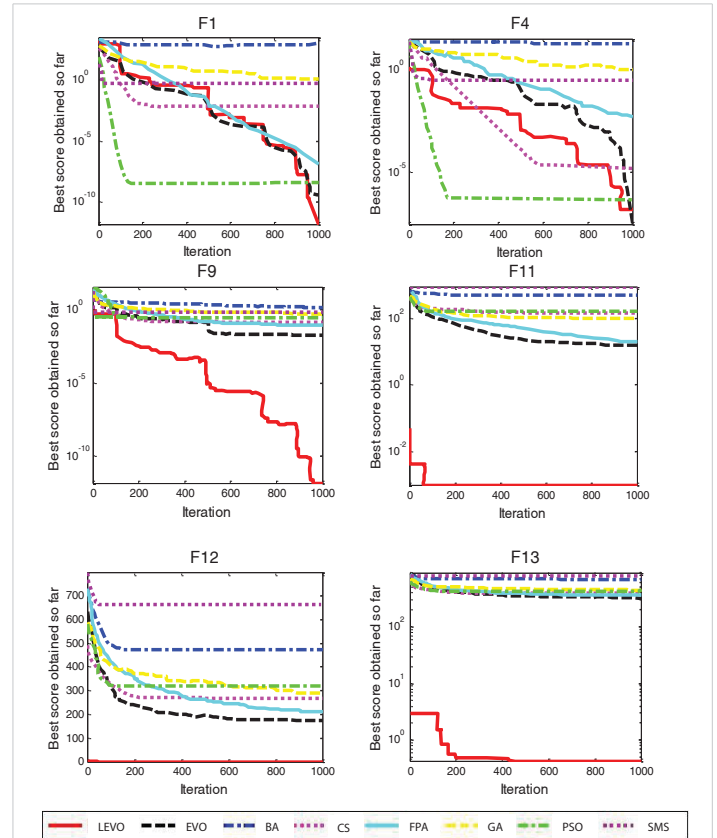 F1
Best score obtained so far
10^0
10^-5
10^-10
0 200 400 600 800 1000
Iteration
F4
Best score obtained so far
10^0
10^-5
0 200 400 600 800 1000
Iteration
F9
Best score obtained so far
10^0
10^-5
10^-10
0 200 400 600 800 1000
Iteration
F11
Best score obtained so far
10^2
10^0
10^-2
0 200 400 600 800 1000
Iteration
F12
Best score obtained so far
700
600
500
400
300
200
100
0
0 200 400 600 800 1000
Iteration
F13
Best score obtained so far
10^2
10^1
10^0
0 200 400 600 800 1000
Iteration
LEVO EVO BA CS FPA GA PSO SMS